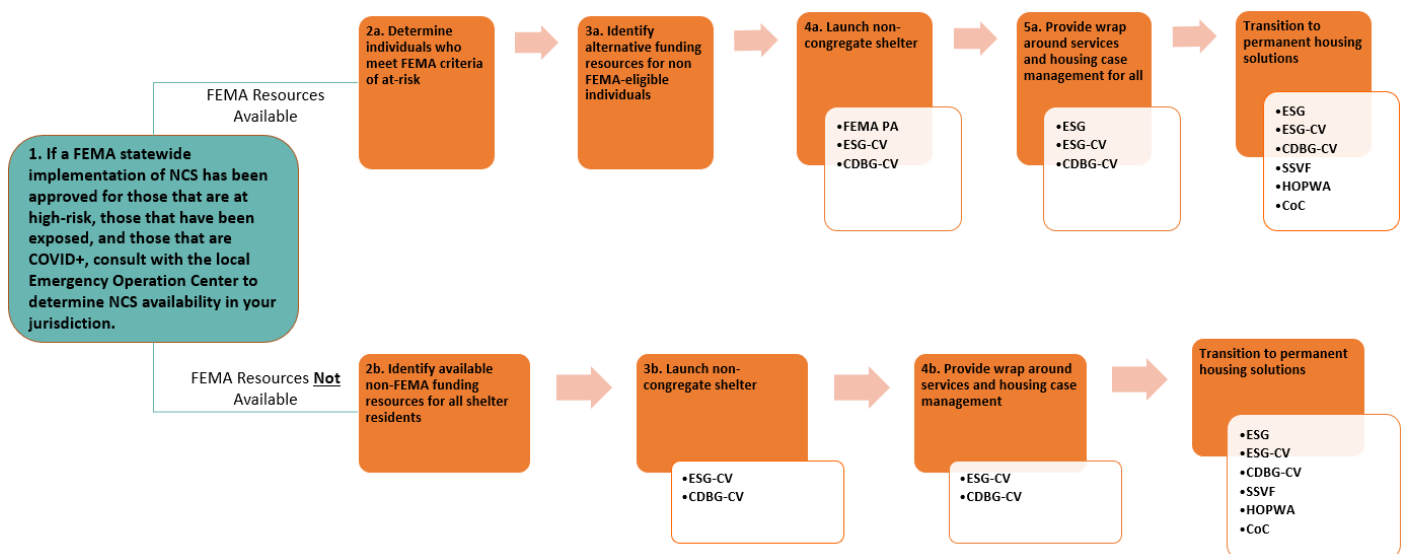 FEMA Resources
Available
1. If a FEMA statewide
implementation of NCS has been
approved for those that are at
high-risk, those that have been
exposed, and those that are
COVID+, consult with the local
Emergency Operation Center to
determine NCS availability in your
jurisdiction.
FEMA Resources Not
Available
2a. Determine
individuals who
meet FEMA criteria
of at-risk
3a. Identify
alternative funding
resources for non
FEMA-eligible
individuals
4a. Launch non-
congregate shelter
•FEMA PA
•ESG-CV
•CDBG-CV
5a. Provide wrap
around services
and housing case
management for all
•ESG
•ESG-CV
•CDBG-CV
Transition to
permanent housing
solutions
•ESG
•ESG-CV
•CDBG-CV
•SSVF
•HOPWA
•CoC
2b. Identify available
non-FEMA funding
resources for all shelter
residents
3b. Launch non-
congregate shelter
•ESG-CV
•CDBG-CV
4b. Provide wrap around
services and housing case
management
•ESG-CV
•CDBG-CV
Transition to permanent
housing solutions
•ESG
•ESG-CV
•CDBG-CV
•SSVF
•HOPWA
•CoC